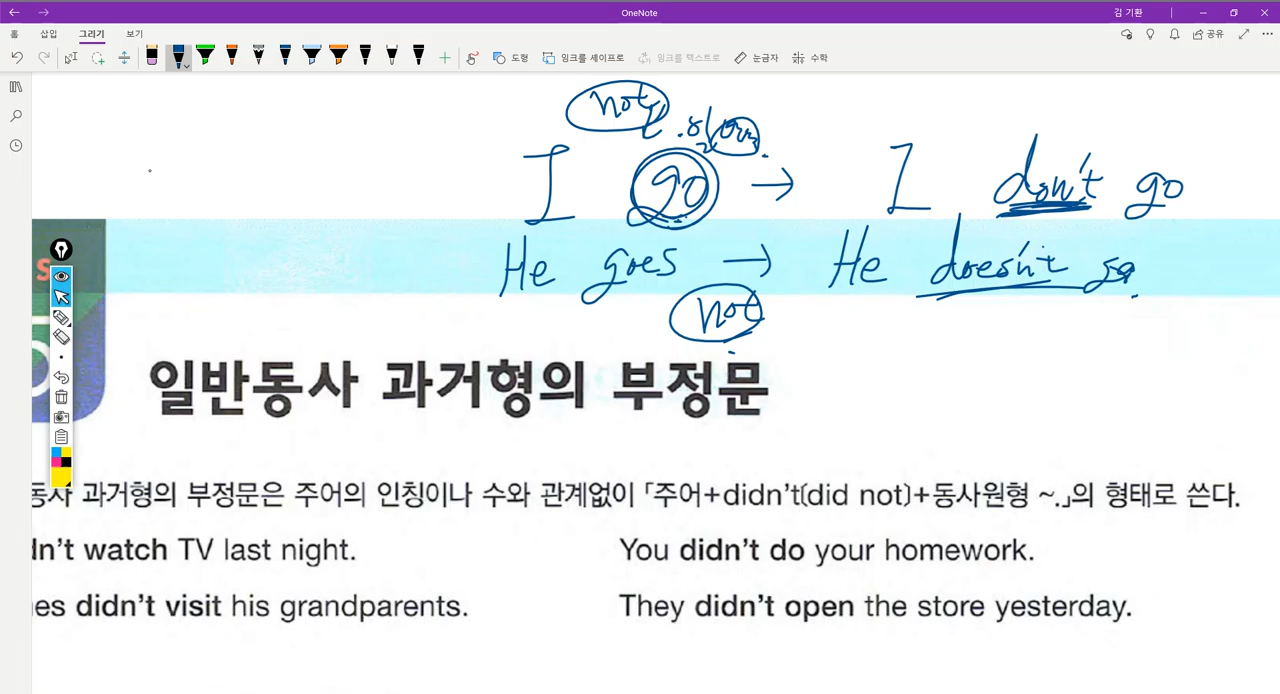 OneNote
김 기환
홈 삽입 그리기 보기
공유
도형 잉크를 셰이프로 잉크를 텍스트로 눈금자 수학
not
I go → I don't go
He goes → He doesn't go
not
일반동사 과거형의 부정문
동사 과거형의 부정문은 주어의 인칭이나 수와 관계없이 「주어+didn't(did not)+동사원형 ~.」의 형태로 쓴다.
dn't watch TV last night.
You didn't do your homework.
nes didn't visit his grandparents.
They didn't open the store yesterday.